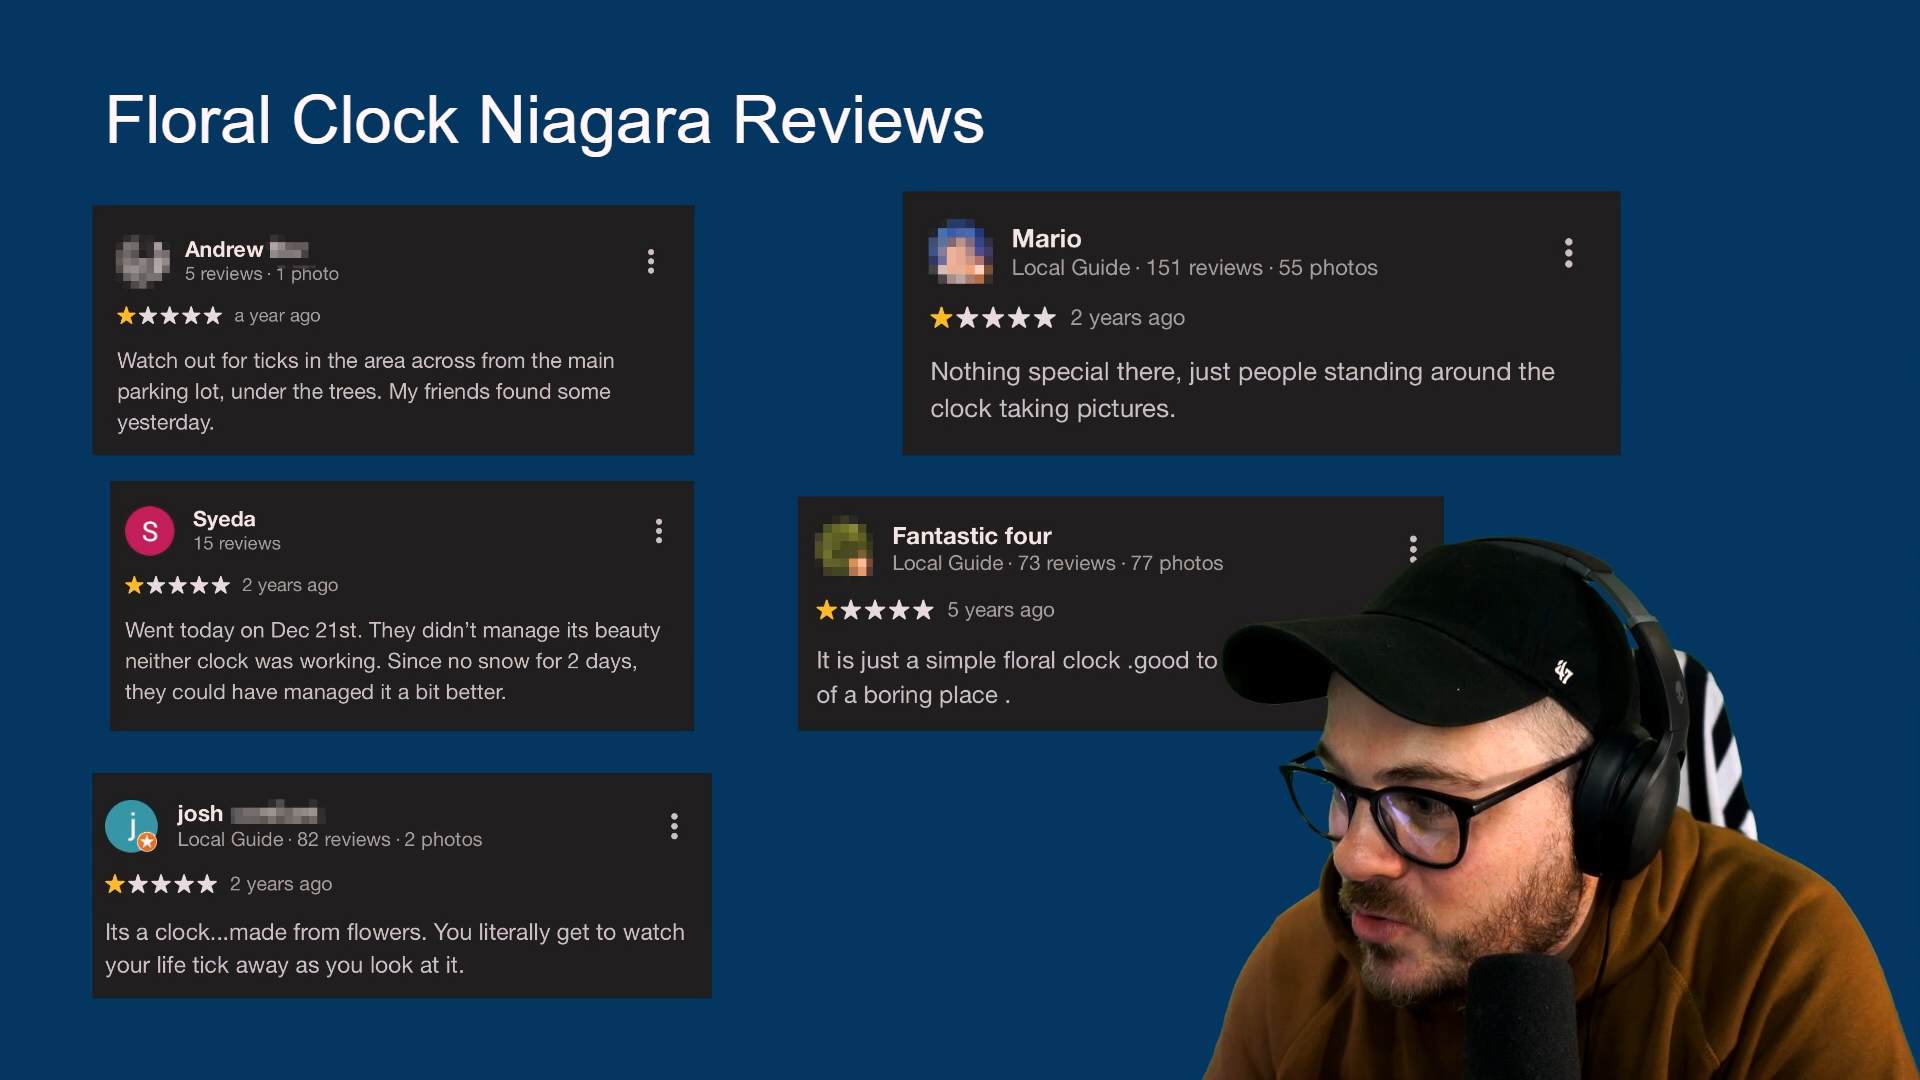 Floral Clock Niagara Reviews
Andrew
5 reviews · 1 photo
a year ago
Watch out for ticks in the area across from the main
parking lot, under the trees. My friends found some
yesterday.
Syeda
S
15 reviews
2 years ago
Went today on Dec 21st. They didn’t manage its beauty
neither clock was working. Since no snow for 2 days,
they could have managed it a bit better.
josh
j
Local Guide · 82 reviews · 2 photos
2 years ago
Its a clock...made from flowers. You literally get to watch
your life tick away as you look at it.
Mario
Local Guide · 151 reviews · 55 photos
2 years ago
Nothing special there, just people standing around the
clock taking pictures.
Fantastic four
Local Guide · 73 reviews · 77 photos
5 years ago
It is just a simple floral clock .good to
of a boring place .
47